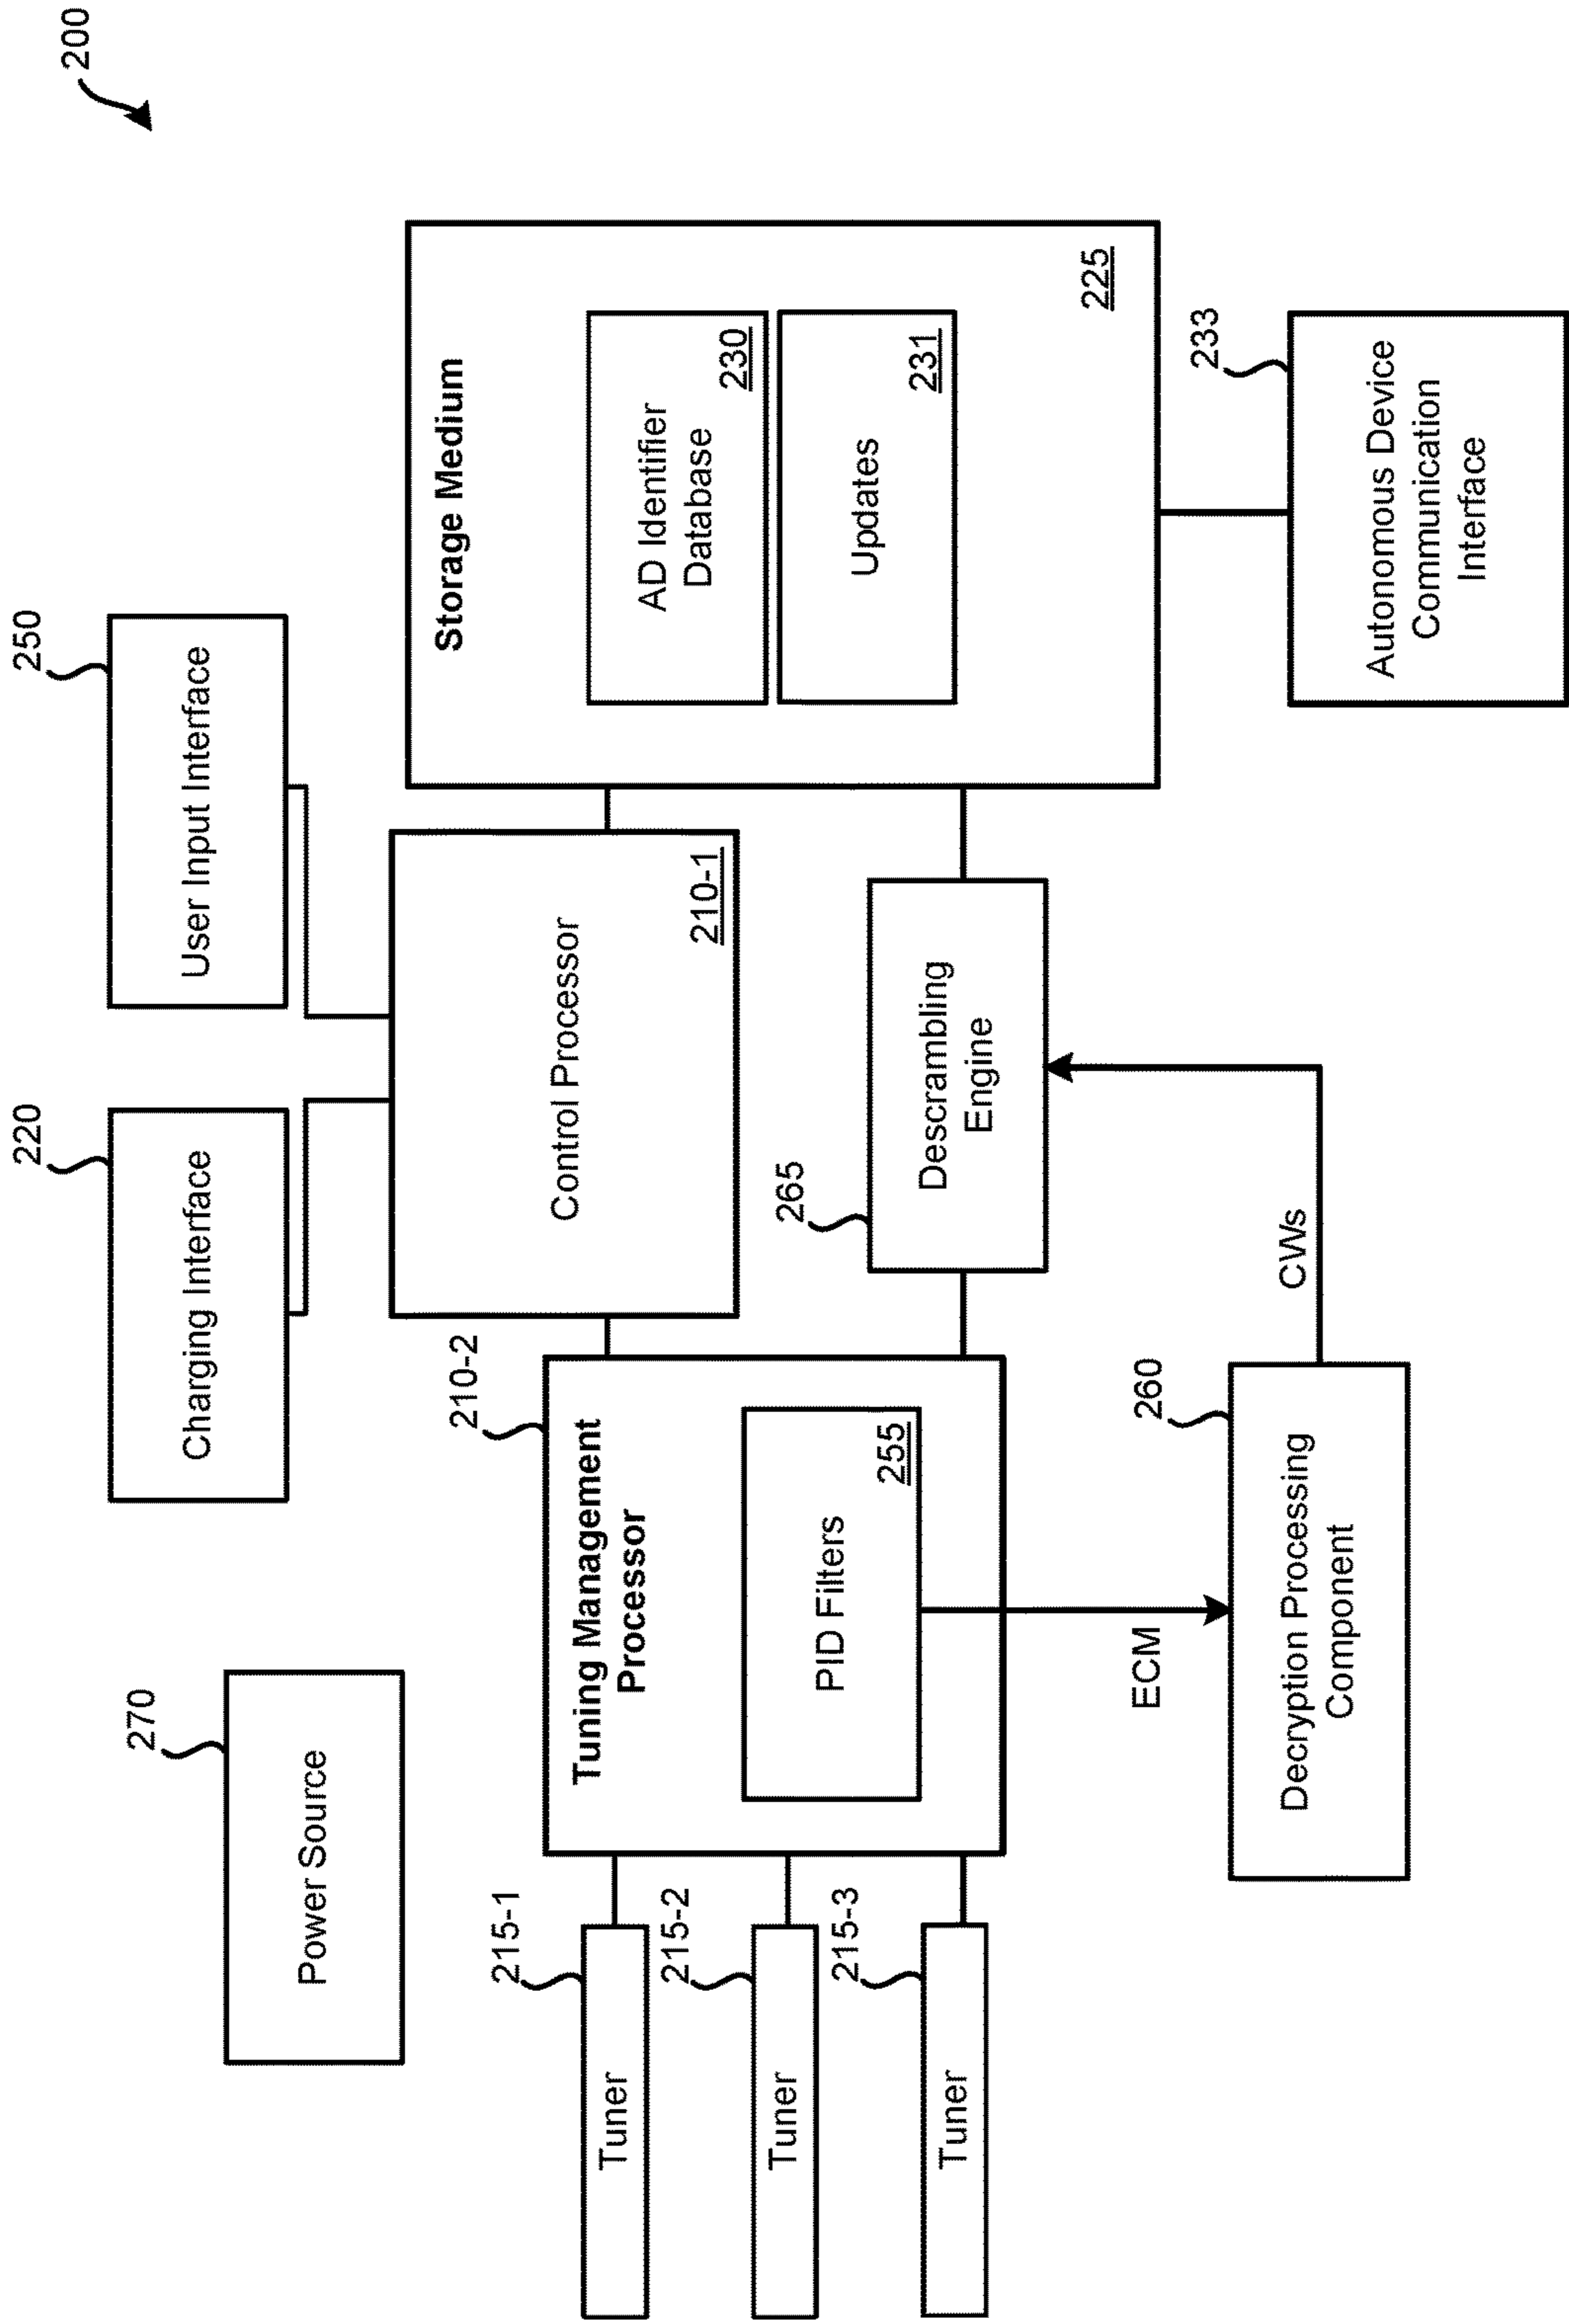 200
270
Power Source
220
Charging Interface
250
User Input Interface
210-2
Tuning Management
Processor
PID Filters
255
Control Processor
210-1
Storage Medium
AD Identifier
Database
230
Updates
231
225
215-1
Tuner
215-2
Tuner
215-3
Tuner
265
Descrambling
Engine
ECM
CWs
260
Decryption Processing
Component
233
Autonomous Device
Communication
Interface